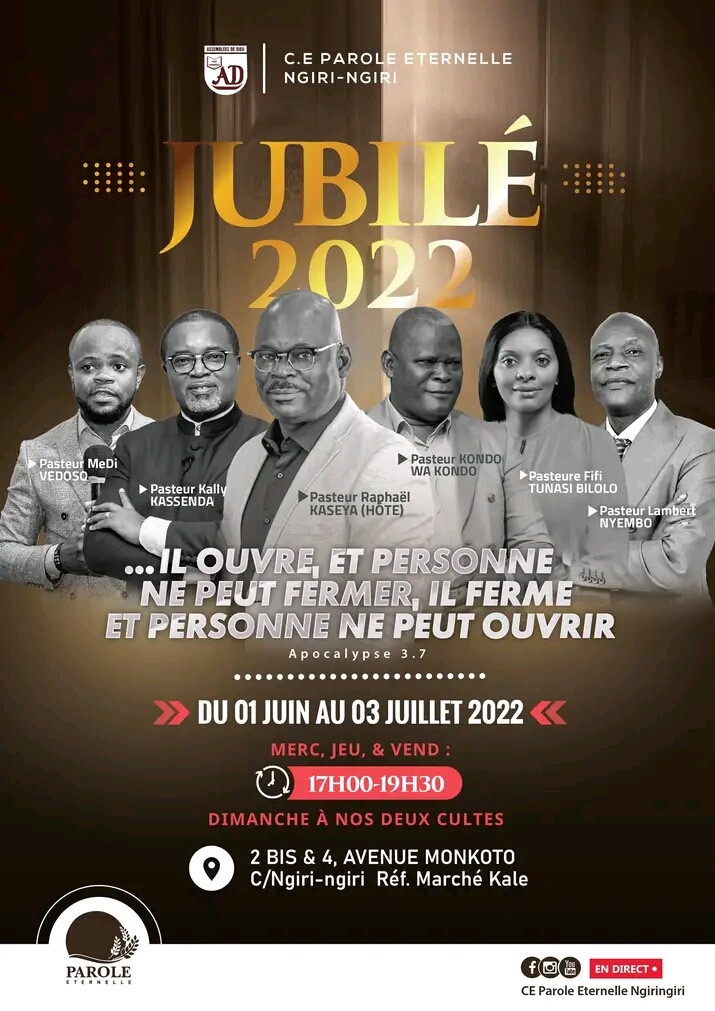 ASSEMBLEES DE DIEU
AD
C.E PAROLE ETERNELLE
NGIRI-NGIRI
JUBILÉ
2022
Pasteur MeDi
VEDOSO
Pasteur Kally
KASSENDA
Pasteur Raphaël
KASEYA (HÔTE)
Pasteur KONDO
WA KONDO
Pasteure Fifi
TUNASI BILOLO
Pasteur Lambert
NYEMBO
...IL OUVRE, ET PERSONNE
NE PEUT FERMER, IL FERME
ET PERSONNE NE PEUT OUVRIR
Apocalypse 3.7
DU 01 JUIN AU 03 JUILLET 2022
MERC, JEU, & VEND :
17H00-19H30
DIMANCHE À NOS DEUX CULTES
2 BIS & 4, AVENUE MONKOTO
C/Ngiri-ngiri Réf. Marché Kale
PAROLE
ETERNELLE
You
Tube
EN DIRECT
CE Parole Eternelle Ngiringiri